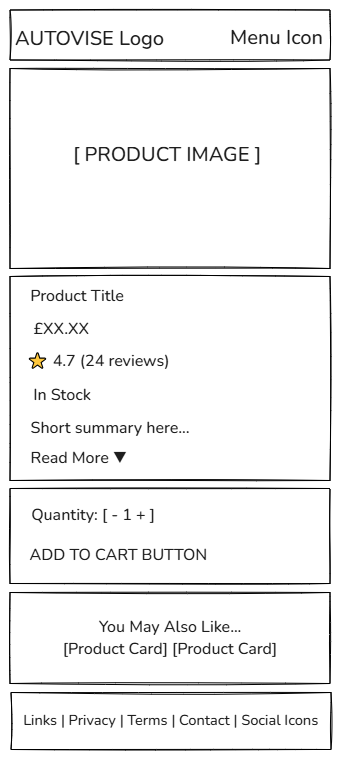 AUTOVISE Logo Menu Icon
[ PRODUCT IMAGE ]
Product Title
£XX.XX
⭐ 4.7 (24 reviews)
In Stock
Short summary here...
Read More ▼
Quantity: [ - 1 + ]
ADD TO CART BUTTON
You May Also Like...
[Product Card] [Product Card]
Links | Privacy | Terms | Contact | Social Icons